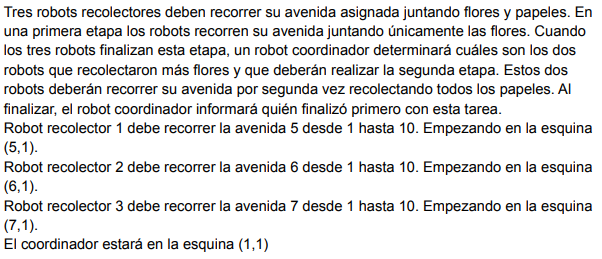 Tres robots recolectores deben recorrer su avenida asignada juntando flores y papeles. En
una primera etapa los robots recorren su avenida juntando únicamente las flores. Cuando
los tres robots finalizan esta etapa, un robot coordinador determinará cuáles son los dos
robots que recolectaron más flores y que deberán realizar la segunda etapa. Estos dos
robots deberán recorrer su avenida por segunda vez recolectando todos los papeles. Al
finalizar, el robot coordinador informará quién finalizó primero con esta tarea.
Robot recolector 1 debe recorrer la avenida 5 desde 1 hasta 10. Empezando en la esquina
(5,1).
Robot recolector 2 debe recorrer la avenida 6 desde 1 hasta 10. Empezando en la esquina
(6,1).
Robot recolector 3 debe recorrer la avenida 7 desde 1 hasta 10. Empezando en la esquina
(7,1).
El coordinador estará en la esquina (1,1)